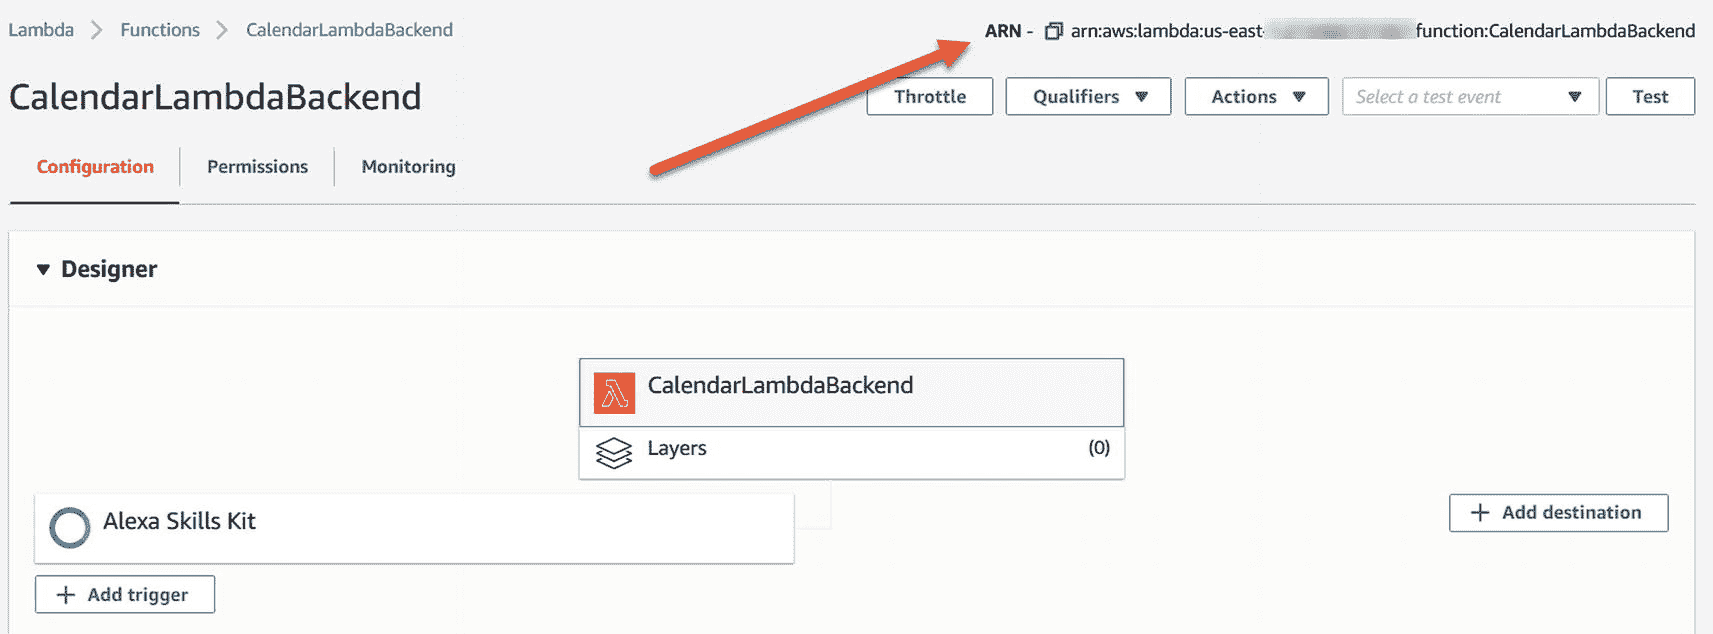 Lambda Functions CalendarLambdaBackend
ARN - arn:aws:lambda:us-east- function:CalendarLambdaBackend
CalendarLambdaBackend
Throttle Qualifiers Actions Select a test event Test
Configuration Permissions Monitoring
Designer
CalendarLambdaBackend
Layers (0)
Alexa Skills Kit
+ Add destination
+ Add trigger